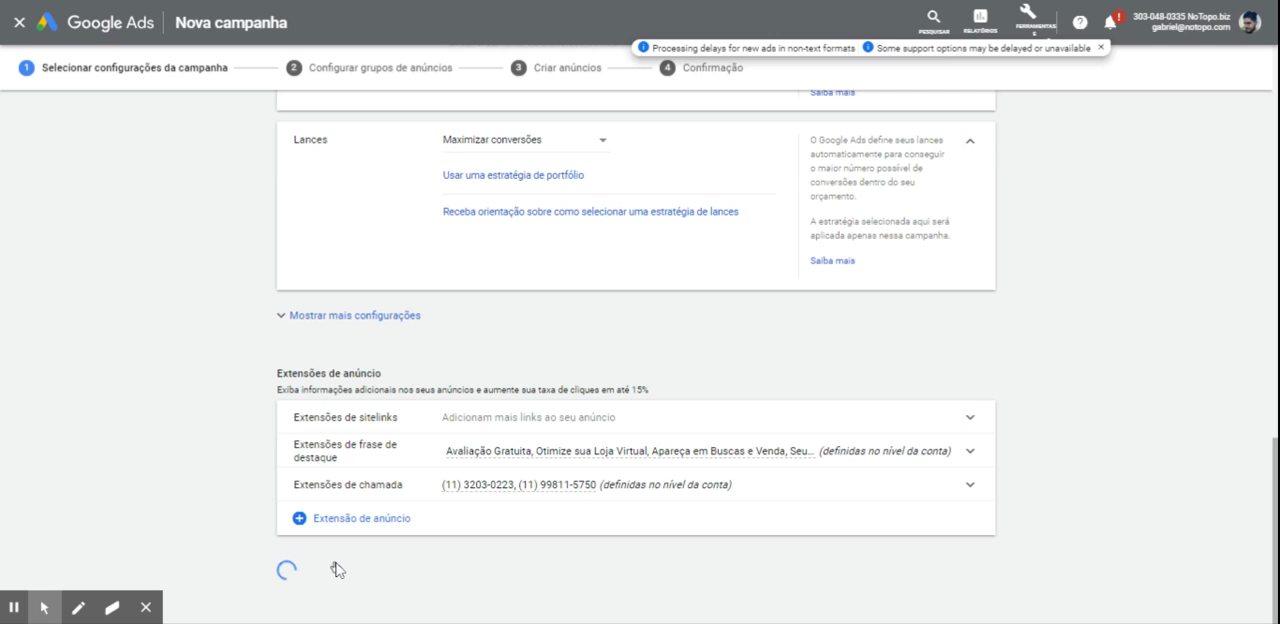 Google Ads
Nova campanha
PESQUISAR
RELATÓRIOS
FERRAMENTAS
E
303-048-0335 NoTopo.biz
gabriel@notopo.com
Processing delays for new ads in non-text formats
Some support options may be delayed or unavailable
1 Selecionar configurações da campanha
2 Configurar grupos de anúncios
3 Criar anúncios
4 Confirmação
Saiba mais
Lances
Maximizar conversões
Usar uma estratégia de portfólio
Receba orientação sobre como selecionar uma estratégia de lances
O Google Ads define seus lances
automaticamente para conseguir
o maior número possível de
conversões dentro do seu
orçamento.
A estratégia selecionada aqui será
aplicada apenas nessa campanha.
Saiba mais
Mostrar mais configurações
Extensões de anúncio
Exiba informações adicionais nos seus anúncios e aumente sua taxa de cliques em até 15%
Extensões de sitelinks
Adicionam mais links ao seu anúncio
Extensões de frase de
destaque
Avaliação Gratuita, Otimize sua Loja Virtual, Apareça em Buscas e Venda, Seu... (definidas no nível da conta)
Extensões de chamada
(11) 3203-0223, (11) 99811-5750 (definidas no nível da conta)
Extensão de anúncio